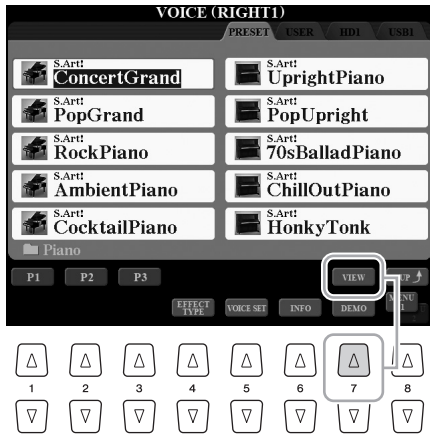 VOICE (RIGHT1)
PRESET USER HD1 USB1
S.Art!
ConcertGrand
S.Art!
UprightPiano
S.Art!
PopGrand
S.Art!
PopUpright
S.Art!
RockPiano
S.Art!
70sBalladPiano
S.Art!
AmbientPiano
S.Art!
ChillOutPiano
S.Art!
CocktailPiano
S.Art!
HonkyTonk
Piano
P1 P2 P3 VIEW UP
EFFECT TYPE VOICE SET INFO DEMO MENU 1
1 2 3 4 5 6 7 8